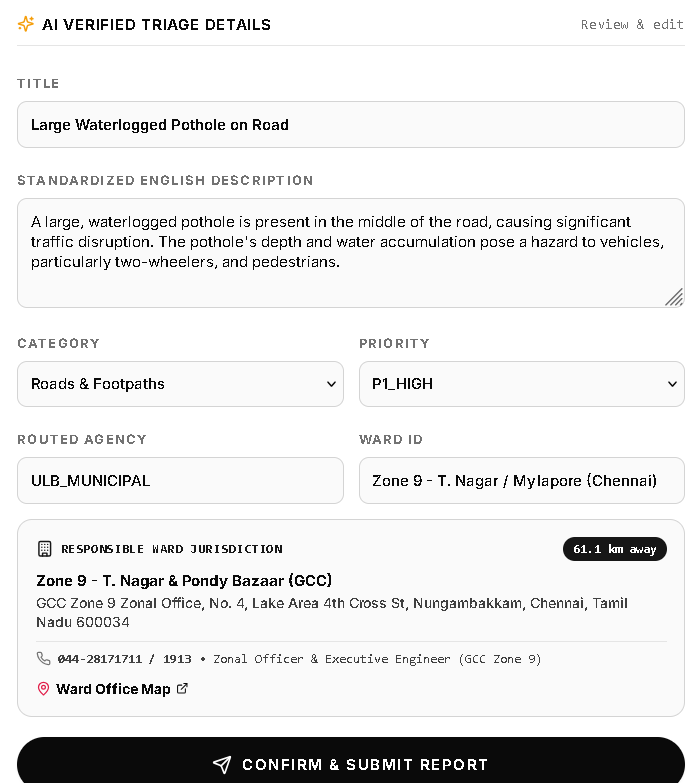 AI VERIFIED TRIAGE DETAILS
Review & edit
TITLE
Large Waterlogged Pothole on Road
STANDARDIZED ENGLISH DESCRIPTION
A large, waterlogged pothole is present in the middle of the road, causing significant
traffic disruption. The pothole's depth and water accumulation pose a hazard to vehicles,
particularly two-wheelers, and pedestrians.
CATEGORY
PRIORITY
Roads & Footpaths
P1_HIGH
ROUTED AGENCY
WARD ID
ULB_MUNICIPAL
Zone 9 - T. Nagar / Mylapore (Chennai)
RESPONSIBLE WARD JURISDICTION
61.1 km away
Zone 9 - T. Nagar & Pondy Bazaar (GCC)
GCC Zone 9 Zonal Office, No. 4, Lake Area 4th Cross St, Nungambakkam, Chennai, Tamil
Nadu 600034
044-28171711 / 1913 • Zonal Officer & Executive Engineer (GCC Zone 9)
Ward Office Map
CONFIRM & SUBMIT REPORT